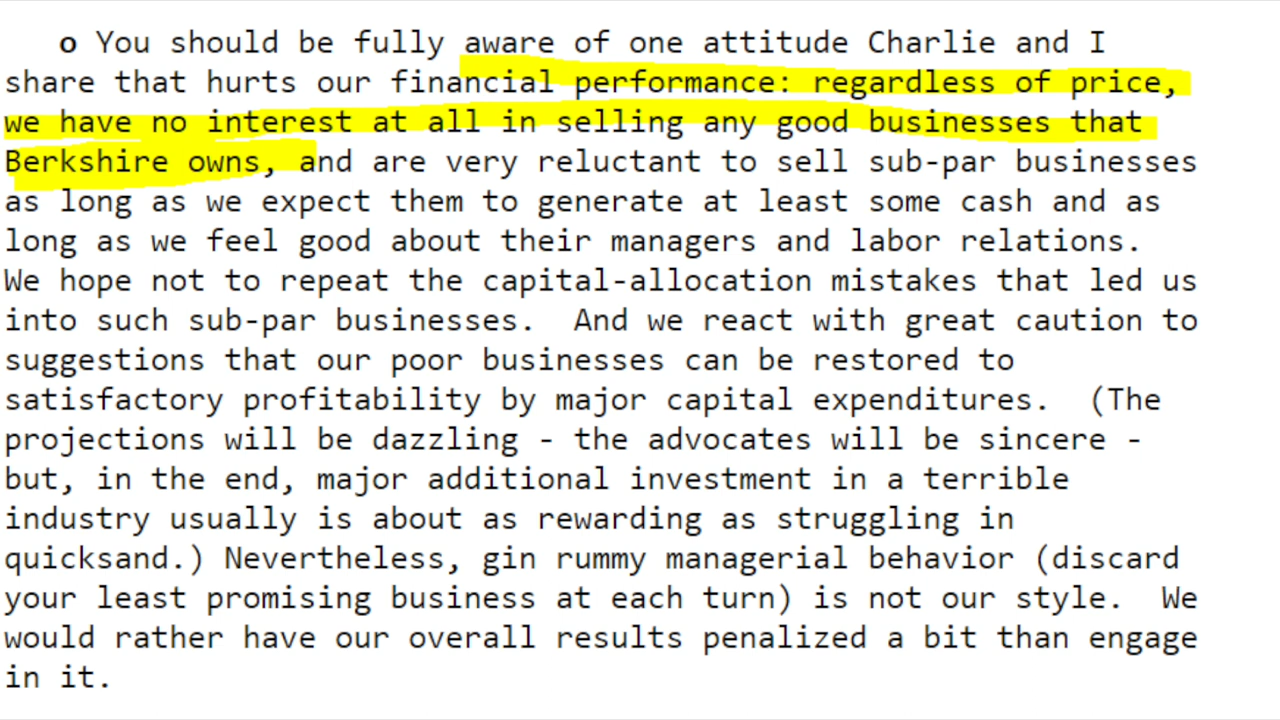 o You should be fully aware of one attitude Charlie and I
share that hurts our financial performance: regardless of price,
we have no interest at all in selling any good businesses that
Berkshire owns, and are very reluctant to sell sub-par businesses
as long as we expect them to generate at least some cash and as
long as we feel good about their managers and labor relations.
We hope not to repeat the capital-allocation mistakes that led us
into such sub-par businesses.  And we react with great caution to
suggestions that our poor businesses can be restored to
satisfactory profitability by major capital expenditures.  (The
projections will be dazzling - the advocates will be sincere -
but, in the end, major additional investment in a terrible
industry usually is about as rewarding as struggling in
quicksand.) Nevertheless, gin rummy managerial behavior (discard
your least promising business at each turn) is not our style.  We
would rather have our overall results penalized a bit than engage
in it.